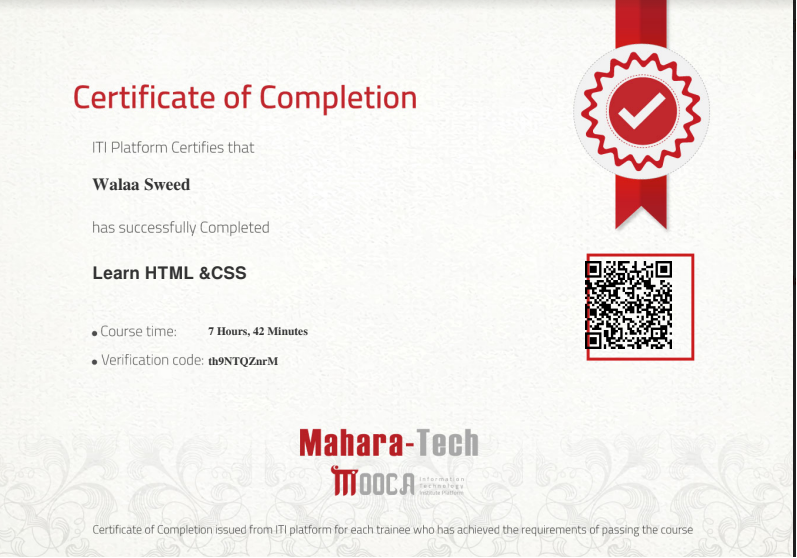 Certificate of Completion
ITI Platform Certifies that
Walaa Sweed
has successfully Completed
Learn HTML &CSS
• Course time: 7 Hours, 42 Minutes
• Verification code: th9NTQZnrM
Mahara-Tech
MOOCA
Information
Technology
Institute Platform
Certificate of Completion issued from ITI platform for each trainee who has achieved the requirements of passing the course